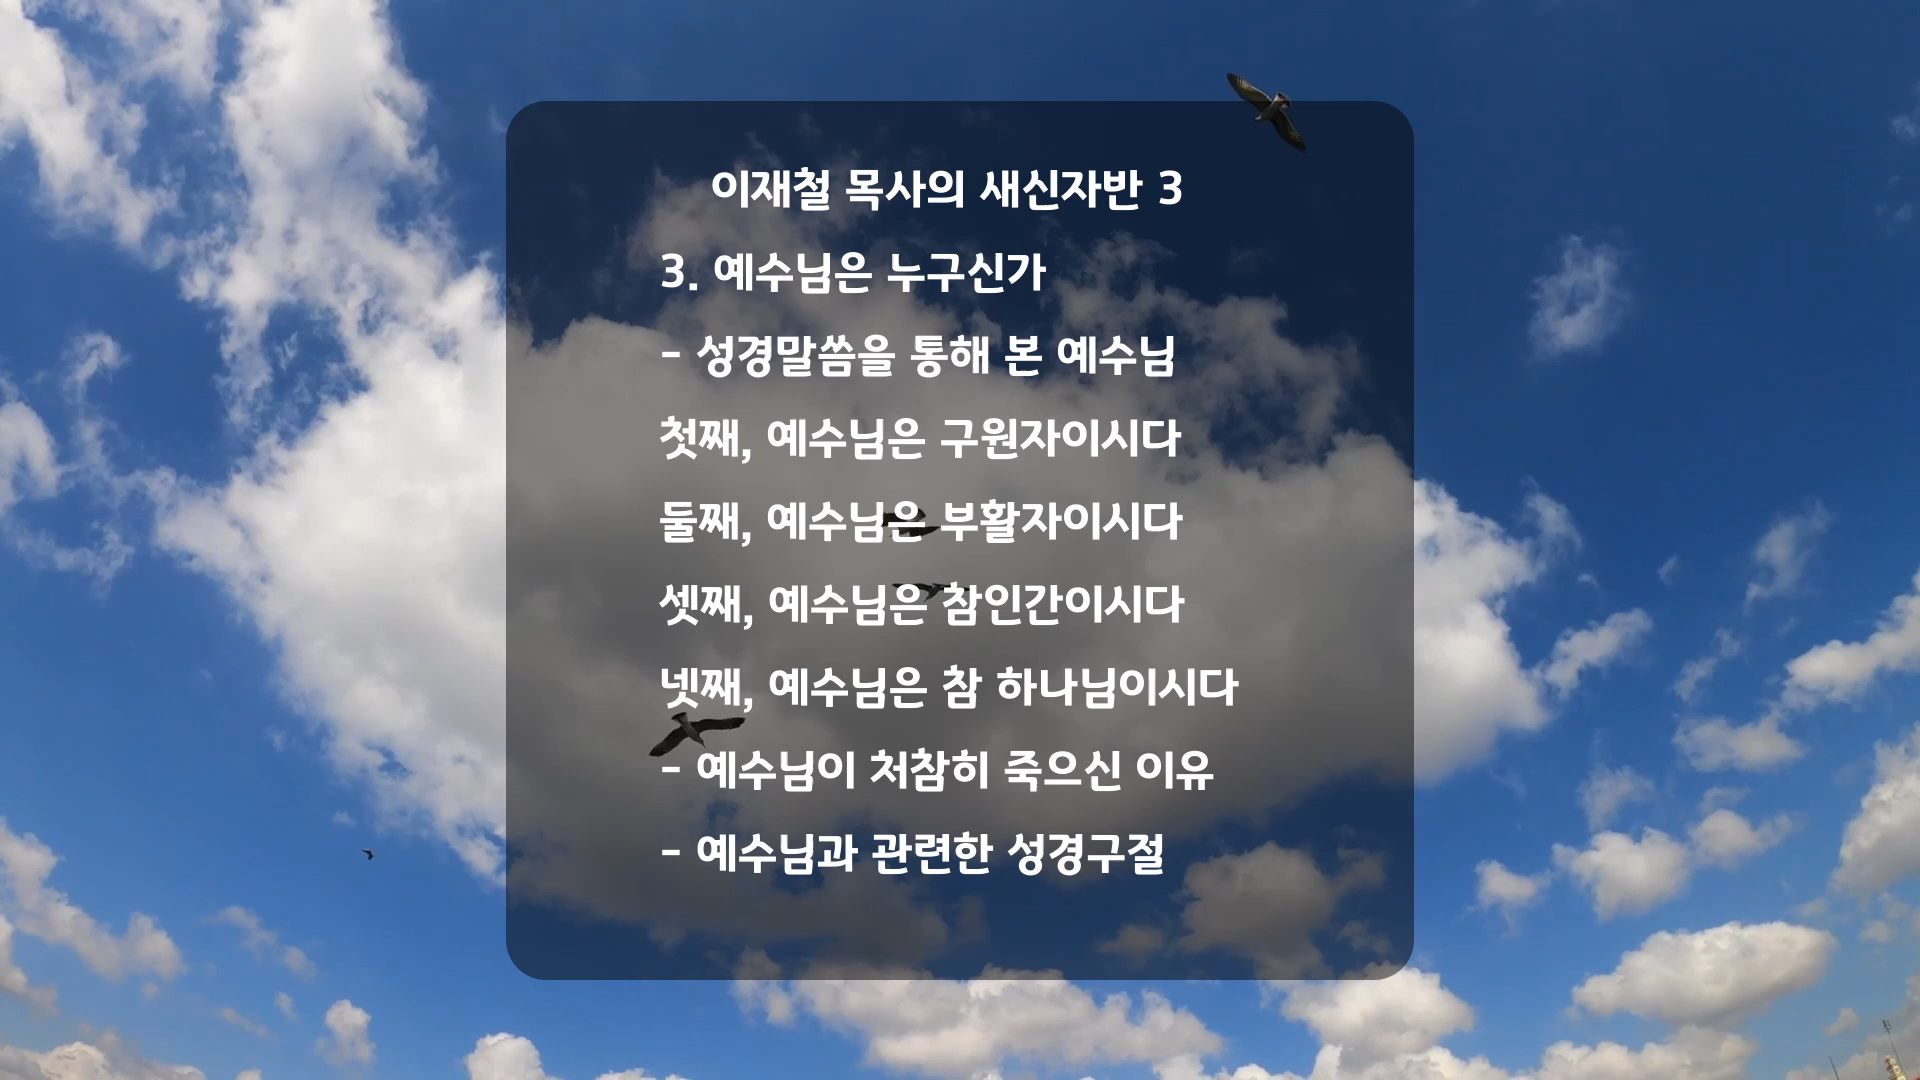 이재철 목사의 새신자반 3
3. 예수님은 누구신가
- 성경말씀을 통해 본 예수님
첫째, 예수님은 구원자이시다
둘째, 예수님은 부활자이시다
셋째, 예수님은 참인간이시다
넷째, 예수님은 참 하나님이시다
- 예수님이 처참히 죽으신 이유
- 예수님과 관련한 성경구절